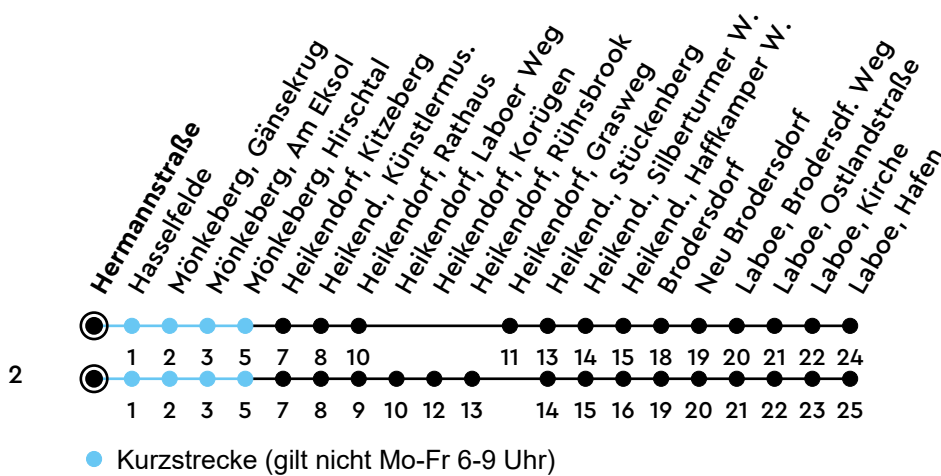 Hermannstraße
Hasselfelde
Mönkeberg, Gänsekrug
Mönkeberg, Am Eksol
Mönkeberg, Hirschtal
Heikendorf, Kitzeberg
Heikend., Künstlermus.
Heikendorf, Rathaus
Heikendorf, Laboer Weg
Heikendorf, Korügen
Heikendorf, Rührsbrook
Heikendorf, Grasweg
Heikend., Stückenberg
Heikend., Silberturmer W.
Heikend., Haffkamper W.
Brodersdorf
Neu Brodersdorf
Laboe, Brodersdf. Weg
Laboe, Ostlandstraße
Laboe, Kirche
Laboe, Hafen
1 2 3 5 7 8 10 11 13 14 15 18 19 20 21 22 24
2
1 2 3 5 7 8 9 10 12 13 14 15 16 19 20 21 22 23 25
Kurzstrecke (gilt nicht Mo-Fr 6-9 Uhr)